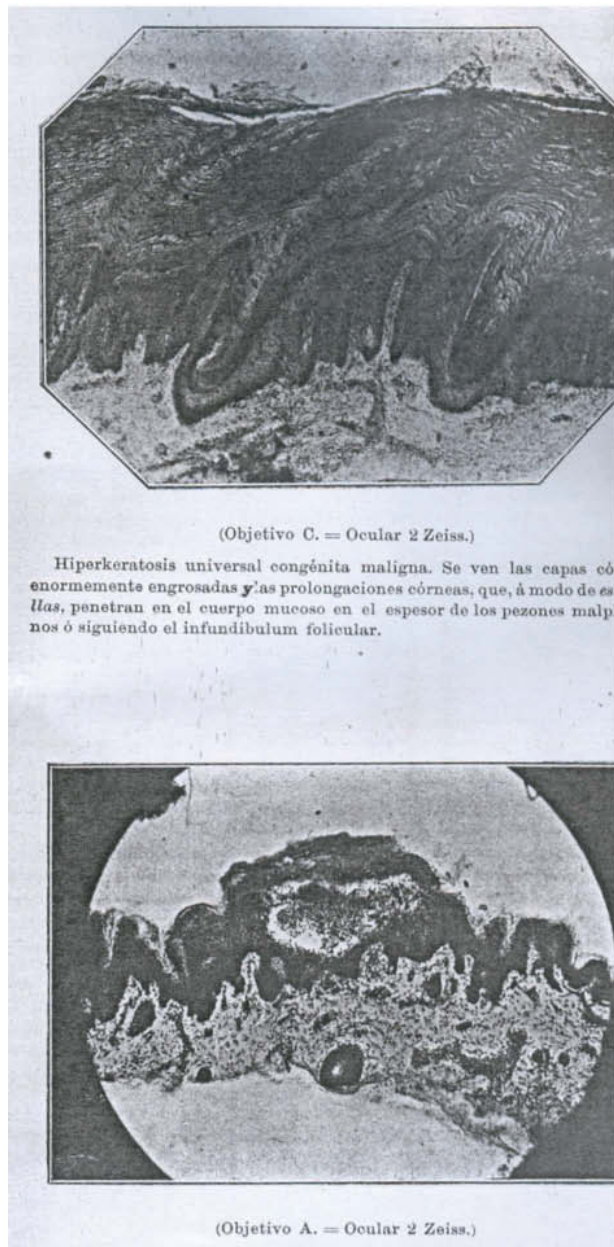 (Objetivo C. = Ocular 2 Zeiss.)
Hiperkeratosis universal congénita maligna. Se ven las capas có
enormemente engrosadas y las prolongaciones córneas, que, á modo de es
llas, penetran en el cuerpo mucoso en el espesor de los pezones malp
nos ó siguiendo el infundibulum folicular.
(Objetivo A. = Ocular 2 Zeiss.)